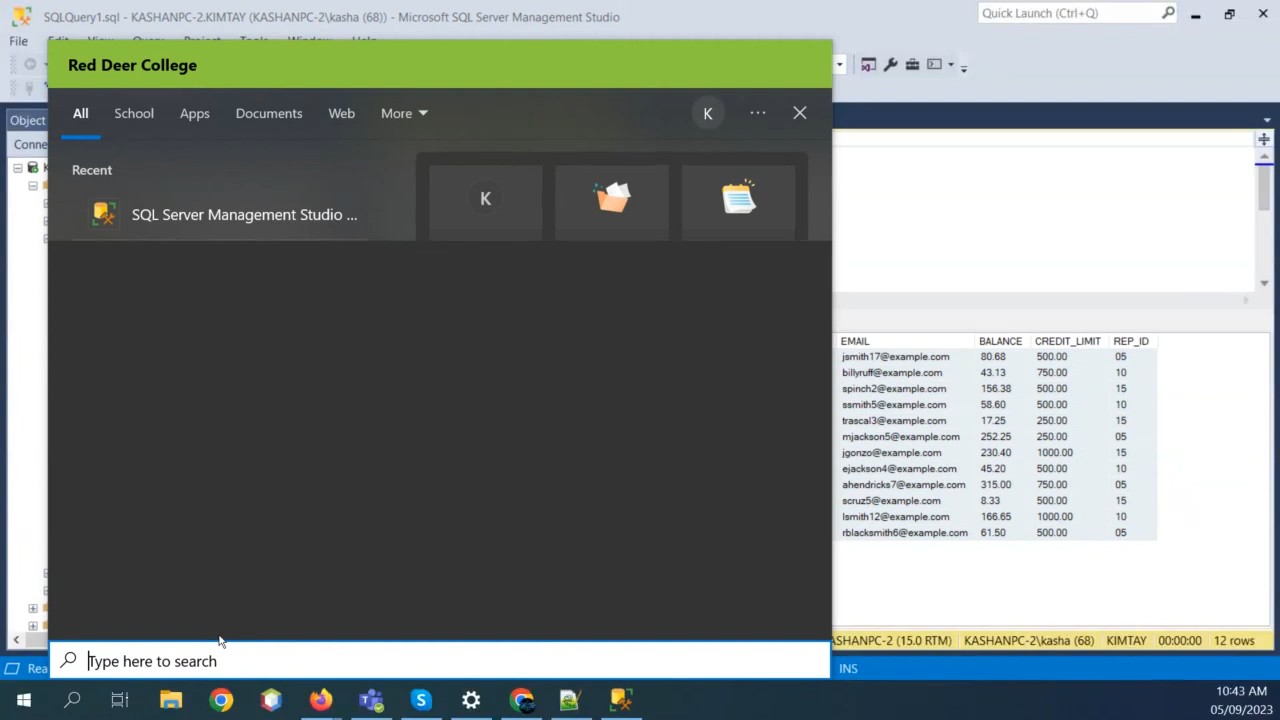 SQLQuery1.sql - KASHANPC-2.KIMTAY (KASHANPC-2\kasha (68)) - Microsoft SQL Server Management Studio
Quick Launch (Ctrl+Q)
File Edit View Query Project Tools Window Help
Red Deer College
All School Apps Documents Web More K
Object
Conne
Recent
SQL Server Management Studio ...
K
EMAIL BALANCE CREDIT_LIMIT REP_ID
jsmith17@example.com 80.68 500.00 05
billyruff@example.com 43.13 750.00 10
spinch2@example.com 156.38 500.00 15
ssmith5@example.com 58.60 500.00 10
trascal3@example.com 17.25 250.00 15
mjackson5@example.com 252.25 250.00 05
jgonzo@example.com 230.40 1000.00 15
ejackson4@example.com 45.20 500.00 10
ahendricks7@example.com 315.00 750.00 05
scruz5@example.com 8.33 500.00 15
lsmith12@example.com 166.65 1000.00 10
rblacksmith6@example.com 61.50 500.00 05
ASHANPC-2 (15.0 RTM) KASHANPC-2\kasha (68) KIMTAY 00:00:00 12 rows
Type here to search
Rea INS
10:43 AM
05/09/2023